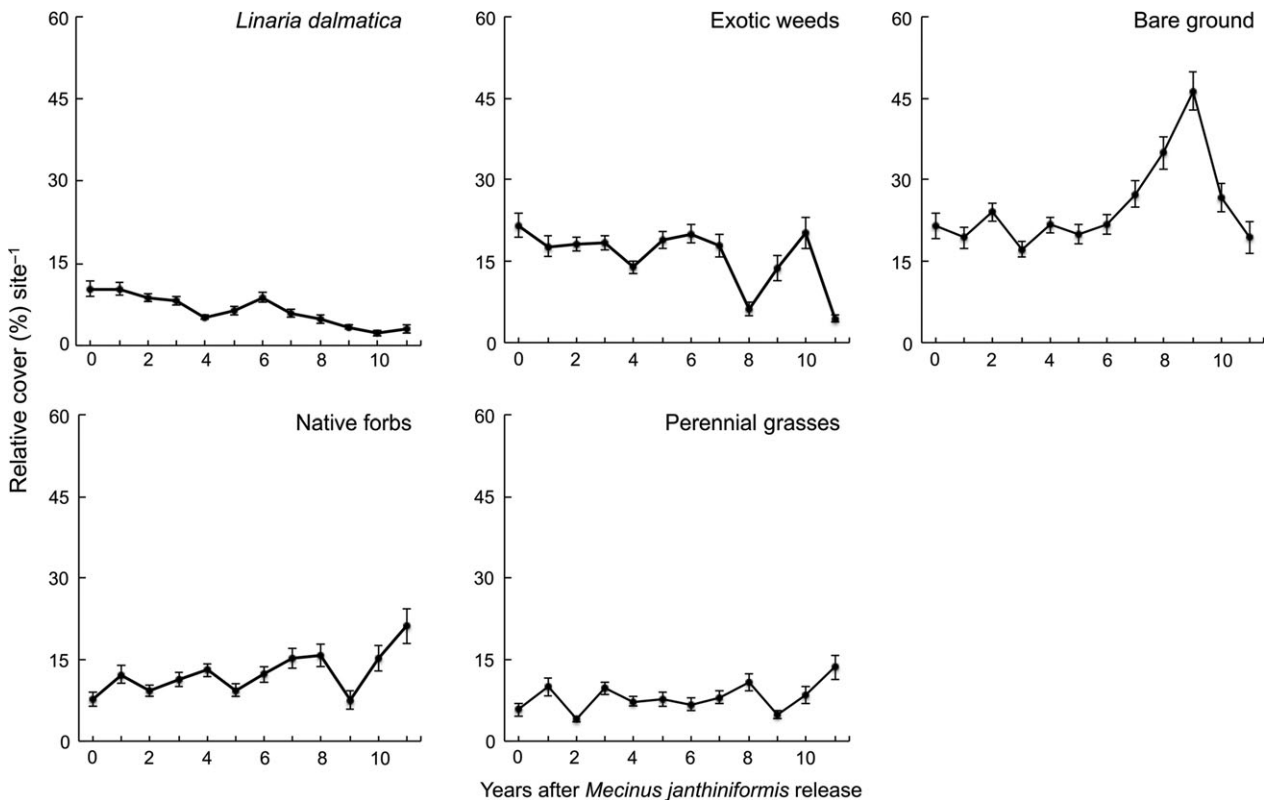 Linaria dalmatica
Exotic weeds
Bare ground
60
45
30
15
0
0 2 4 6 8 10
60
45
30
15
0
0 2 4 6 8 10
60
45
30
15
0
0 2 4 6 8 10
Relative cover (%) site⁻¹
Native forbs
Perennial grasses
60
45
30
15
0
0 2 4 6 8 10
60
45
30
15
0
0 2 4 6 8 10
Years after Mecinus janthiniformis release